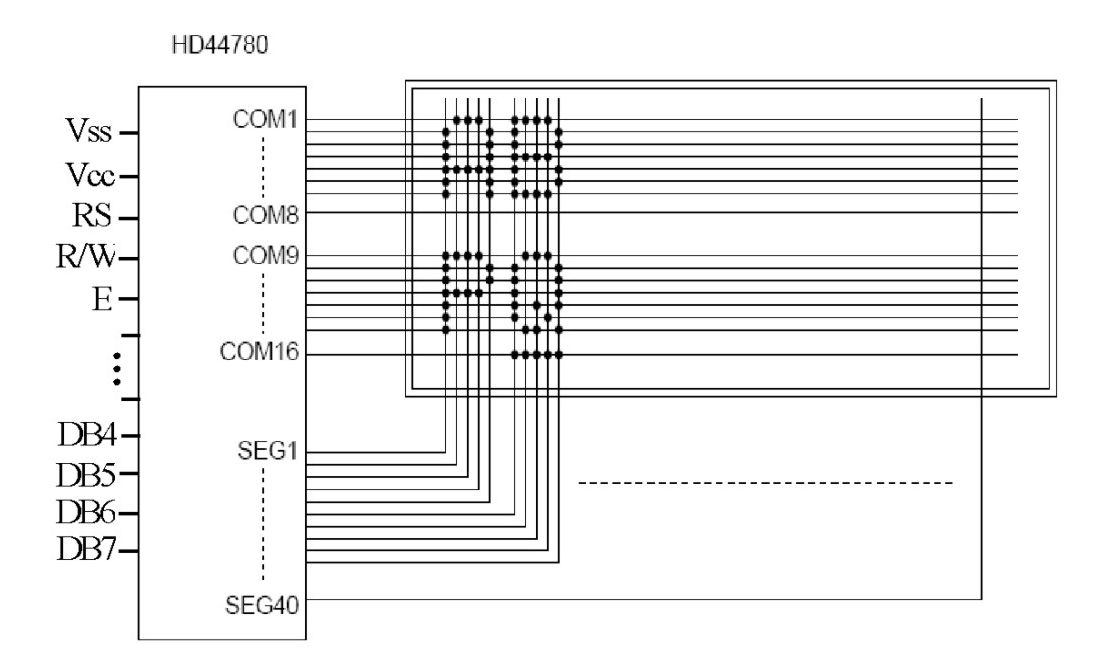 HD44780
COM1
Vss
Vcc
RS
COM8
R/W
COM9
E
COM16
DB4
SEG1
DB5
DB6
DB7
SEG40